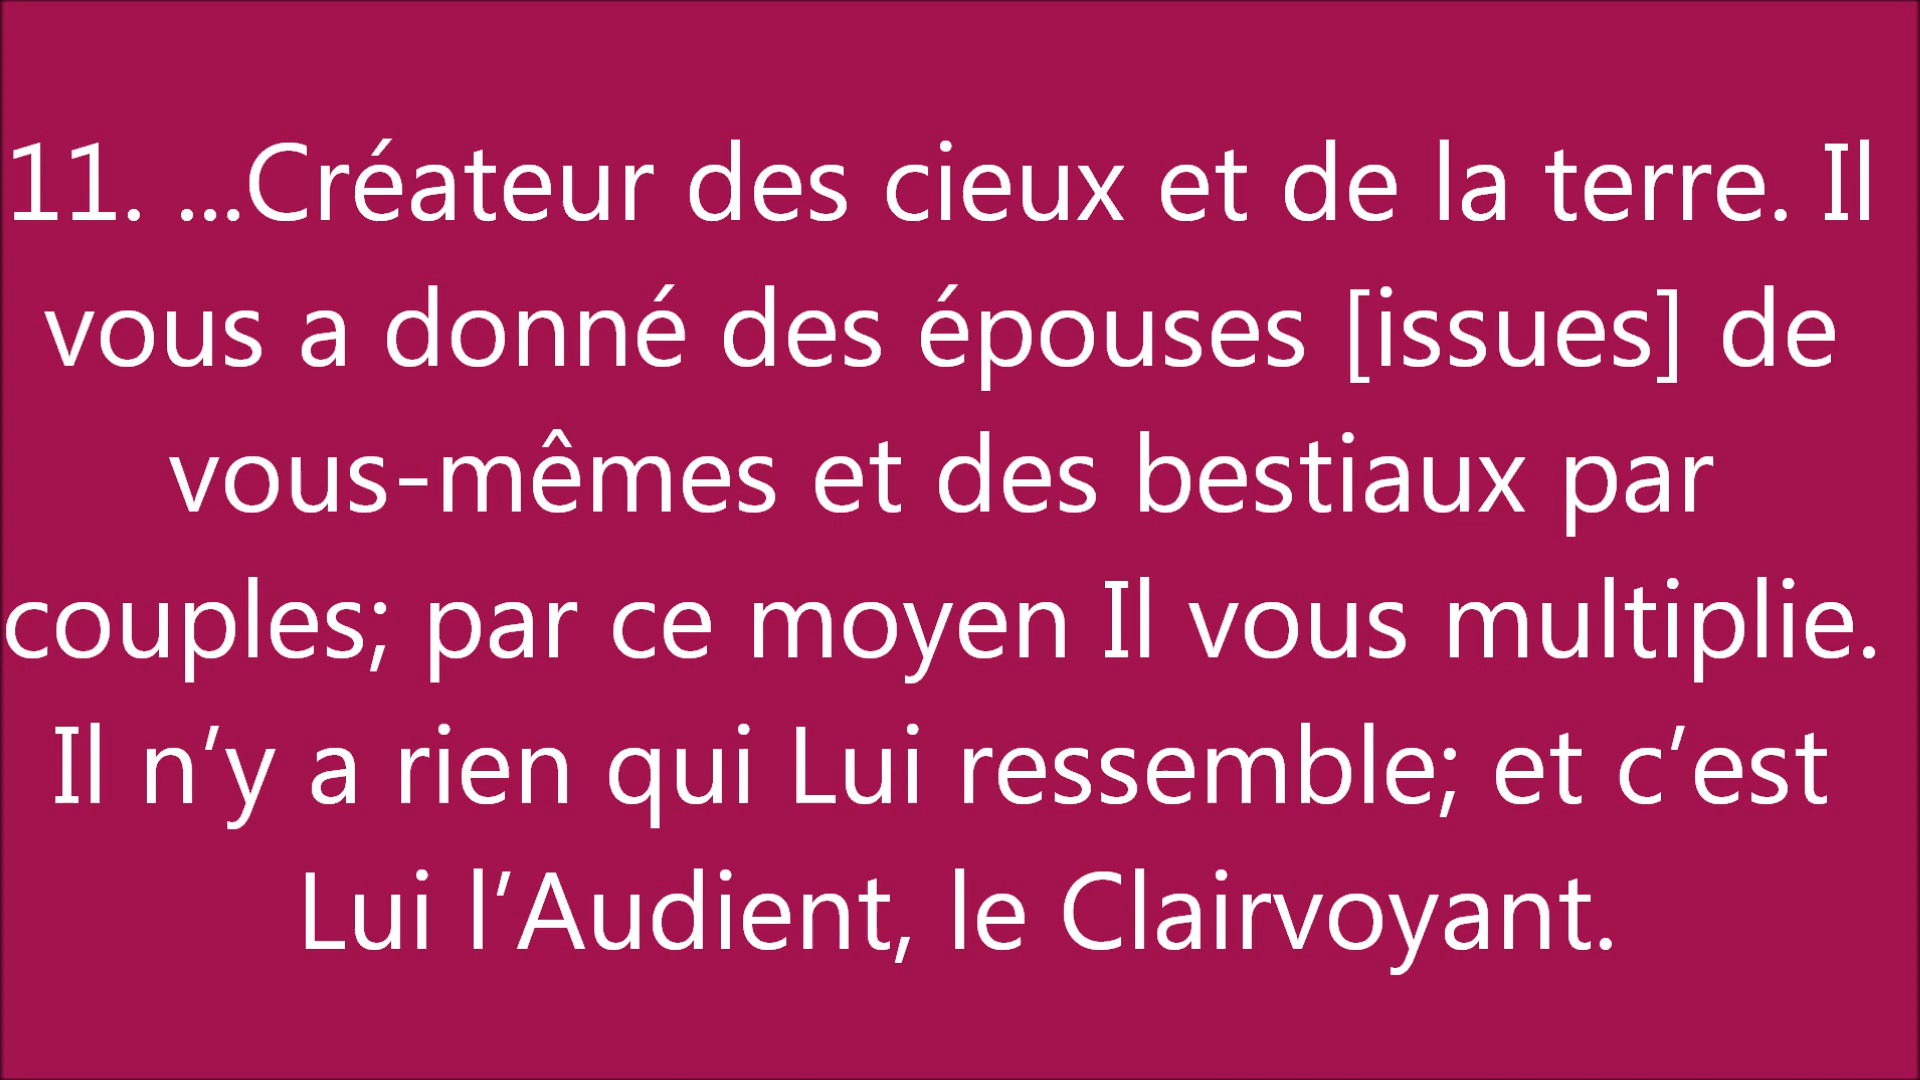 11. ...Créateur des cieux et de la terre. Il
vous a donné des épouses [issues] de
vous-mêmes et des bestiaux par
couples; par ce moyen Il vous multiplie.
Il n’y a rien qui Lui ressemble; et c’est
Lui l’Audient, le Clairvoyant.